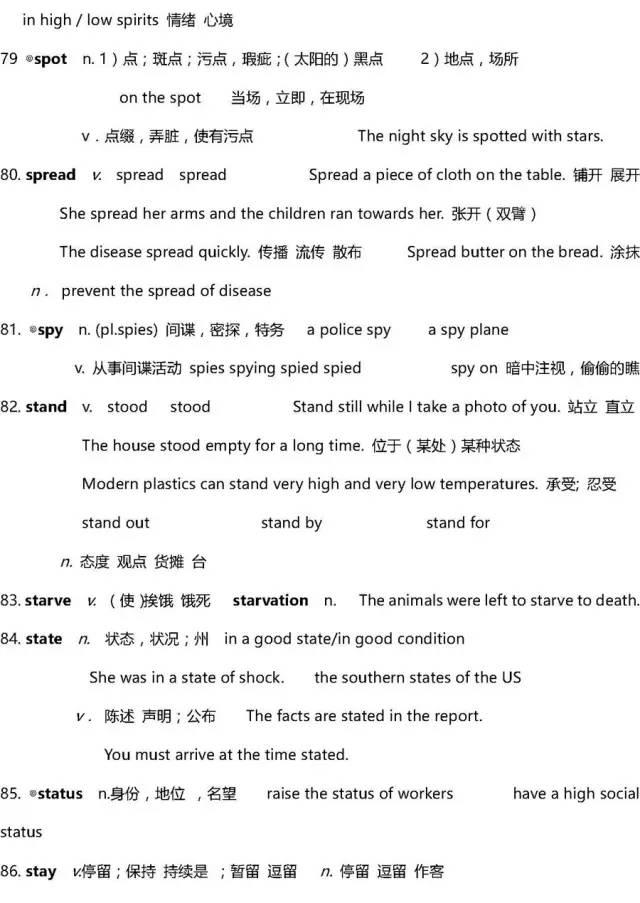 in high / low spirits 情绪 心境
79 ⊙spot n. 1）点；斑点；污点，瑕疵；（太阳的）黑点 2）地点，场所
on the spot 当场，立即，在现场
v．点缀，弄脏，使有污点 The night sky is spotted with stars.
80. spread v. spread spread Spread a piece of cloth on the table. 铺开 展开
She spread her arms and the children ran towards her. 张开（双臂）
The disease spread quickly. 传播 流传 散布 Spread butter on the bread. 涂抹
n． prevent the spread of disease
81. ⊙spy n. (pl.spies) 间谍，密探，特务 a police spy a spy plane
v. 从事间谍活动 spies spying spied spied spy on 暗中注视，偷偷的瞧
82. stand v. stood stood Stand still while I take a photo of you. 站立 直立
The house stood empty for a long time. 位于（某处）某种状态
Modern plastics can stand very high and very low temperatures. 承受; 忍受
stand out stand by stand for
n. 态度 观点 货摊 台
83. starve v. （使）挨饿 饿死 starvation n. The animals were left to starve to death.
84. state n. 状态，状况；州 in a good state/in good condition
She was in a state of shock. the southern states of the US
v． 陈述 声明；公布 The facts are stated in the report.
You must arrive at the time stated.
85. ⊙status n.身份，地位 ，名望 raise the status of workers have a high social
status
86. stay v.停留；保持 持续是 ；暂留 逗留 n. 停留 逗留 作客